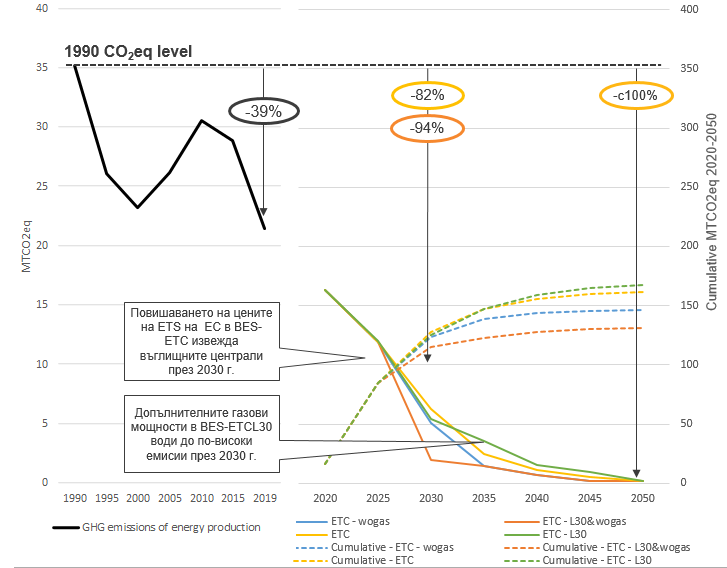 40
400
1990 CO₂eq level
35
350
-39%
-82%
-c100%
-94%
30
300
25
250
MTCO2eq
20
200
Cumulative MTCO2eq 2020-2050
15
150
Повишаването на цените
на ETS на ЕС в BES-
ETC извежда
въглищните централи
през 2030 г.
10
100
Допълнителните газови
мощности в BES-ETCL30
води до по-високи
емисии през 2030 г.
5
50
0
0
1990 1995 2000 2005 2010 2015 2019
2020 2025 2030 2035 2040 2045 2050
GHG emissions of energy production
ETC - wogas
ETC - L30&wogas
ETC
ETC - L30
Cumulative - ETC - wogas
Cumulative - ETC - L30&wogas
Cumulative - ETC
Cumulative - ETC - L30